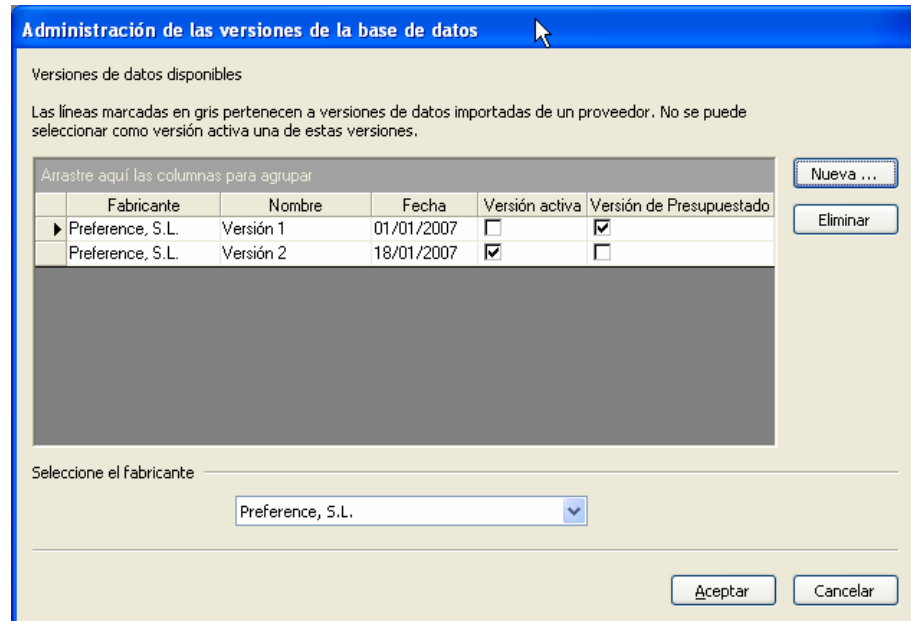 Administración de las versiones de la base de datos
Versiones de datos disponibles
Las líneas marcadas en gris pertenecen a versiones de datos importadas de un proveedor. No se puede
seleccionar como versión activa una de estas versiones.
Arrastre aquí las columnas para agrupar
Nueva ...
Fabricante Nombre Fecha Versión activa Versión de Presupuestado
Preference, S.L. Versión 1 01/01/2007
Eliminar
Preference, S.L. Versión 2 18/01/2007
Seleccione el fabricante
Preference, S.L.
Aceptar Cancelar